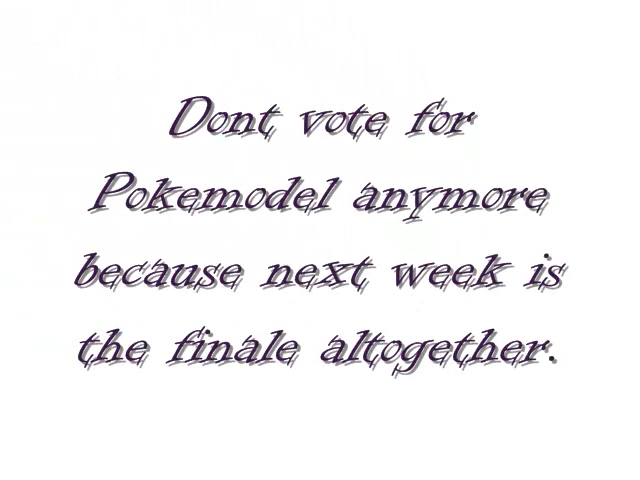 Dont vote for
Pokemodel anymore
because next week is
the finale altogether.